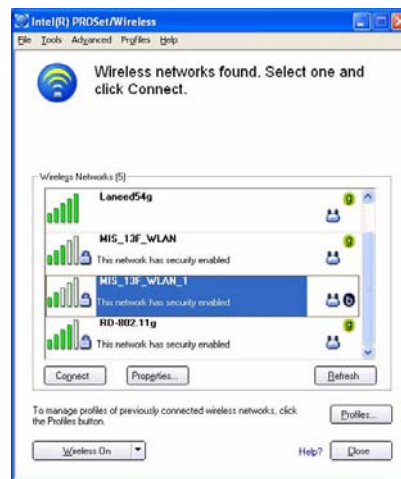 Intel(R) PROSet/Wireless
File Tools Advanced Profiles Help
Wireless networks found. Select one and
click Connect.
Wireless Networks (5)
Laneed54g
g
MIS_13F_WLAN
g
This network has security enabled
MIS_13F_WLAN_1
This network has security enabled
b
RD-802.11g
g
This network has security enabled
Connect Properties... Refresh
To manage profiles of previously connected wireless networks, click
the Profiles button.
Profiles...
Wireless On Help? Close